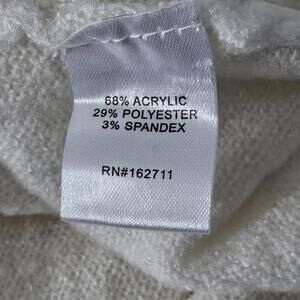 68% ACRYLIC
29% POLYESTER
3% SPANDEX
RN#162711